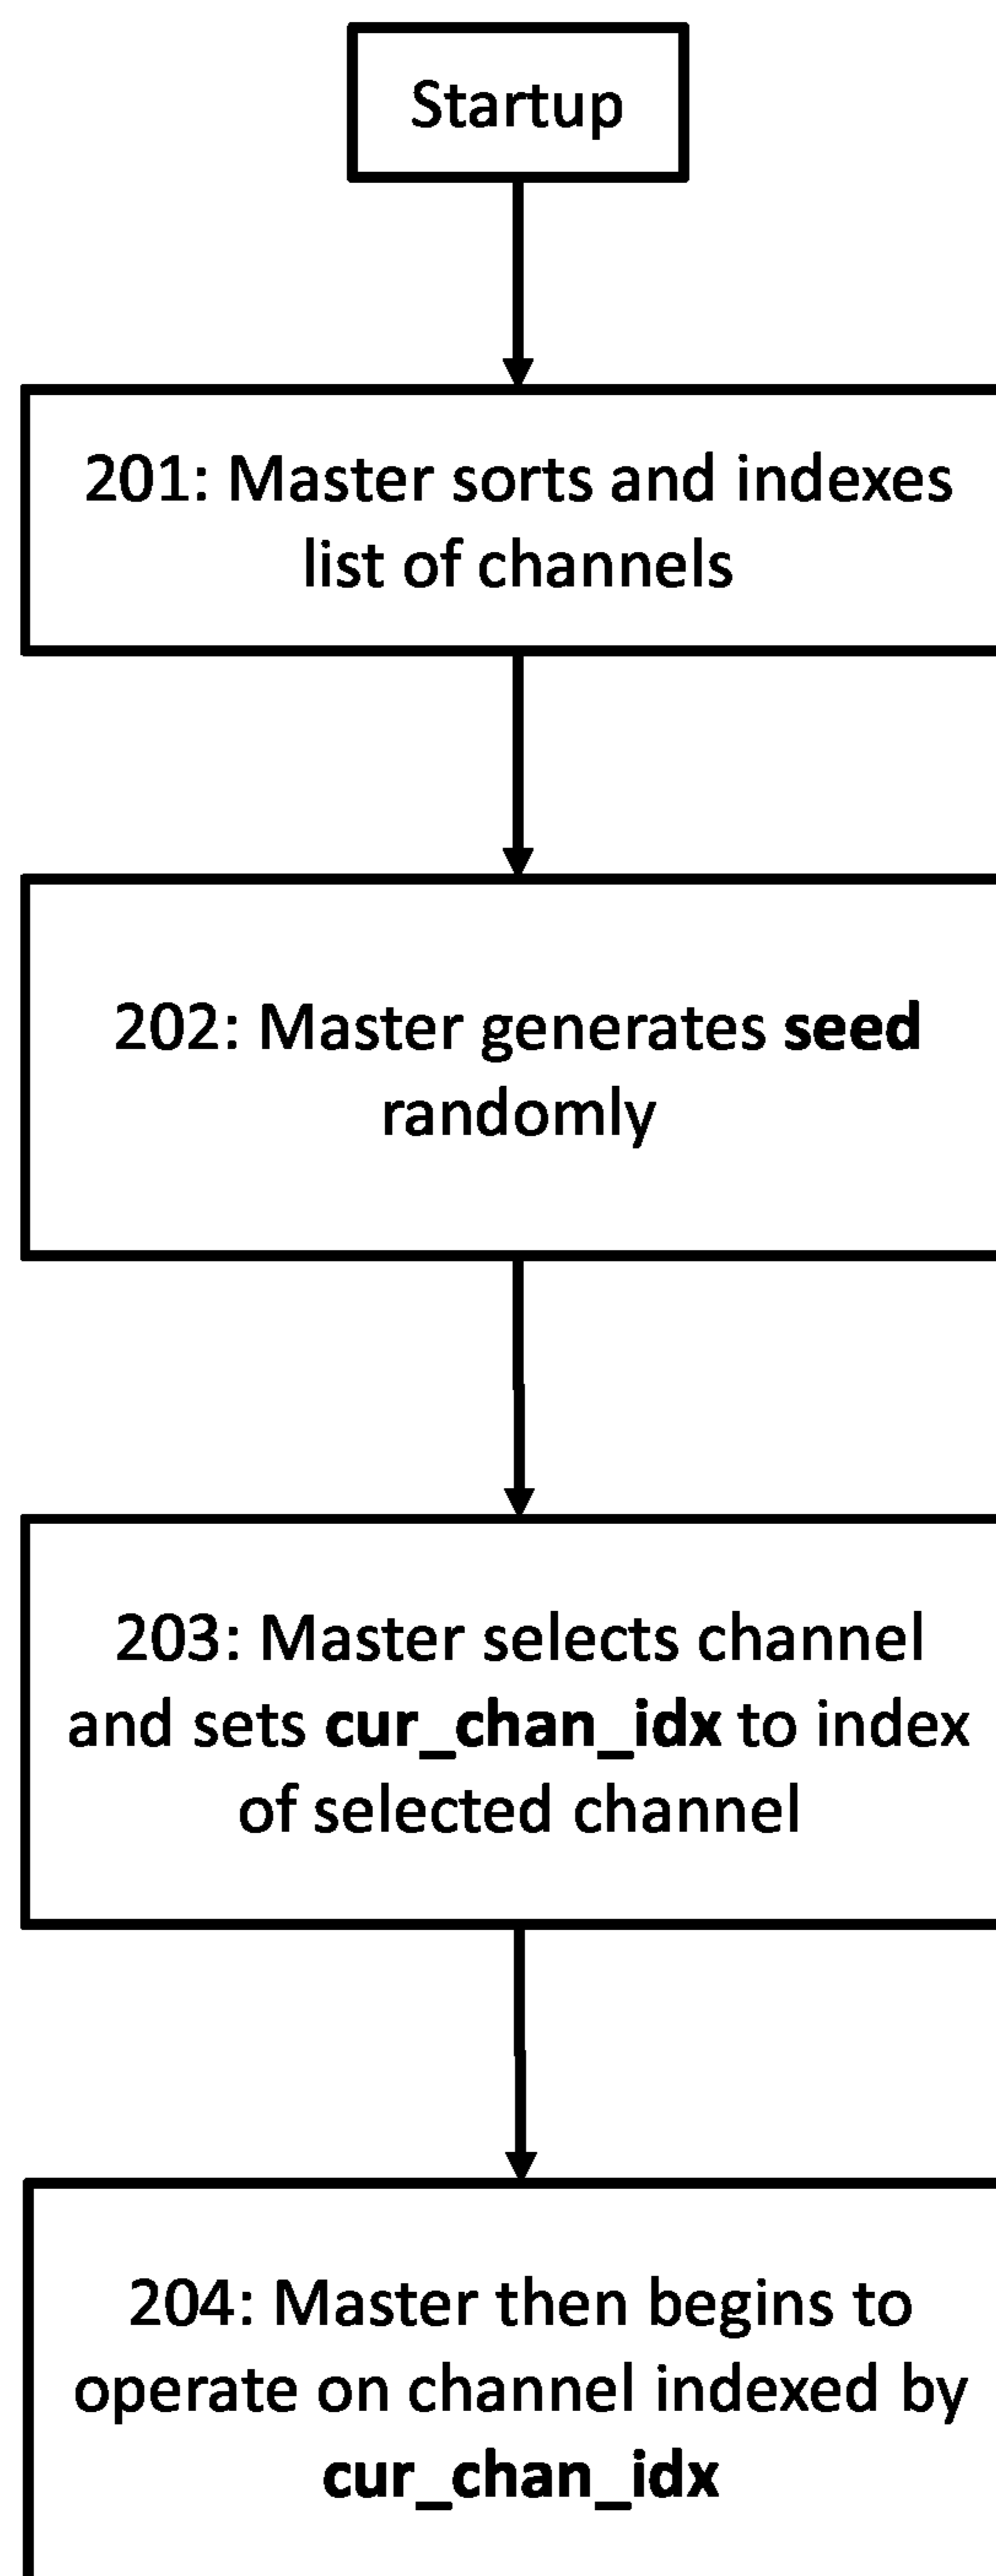 Startup
201: Master sorts and indexes
list of channels
202: Master generates seed
randomly
203: Master selects channel
and sets cur_chan_idx to index
of selected channel
204: Master then begins to
operate on channel indexed by
cur_chan_idx